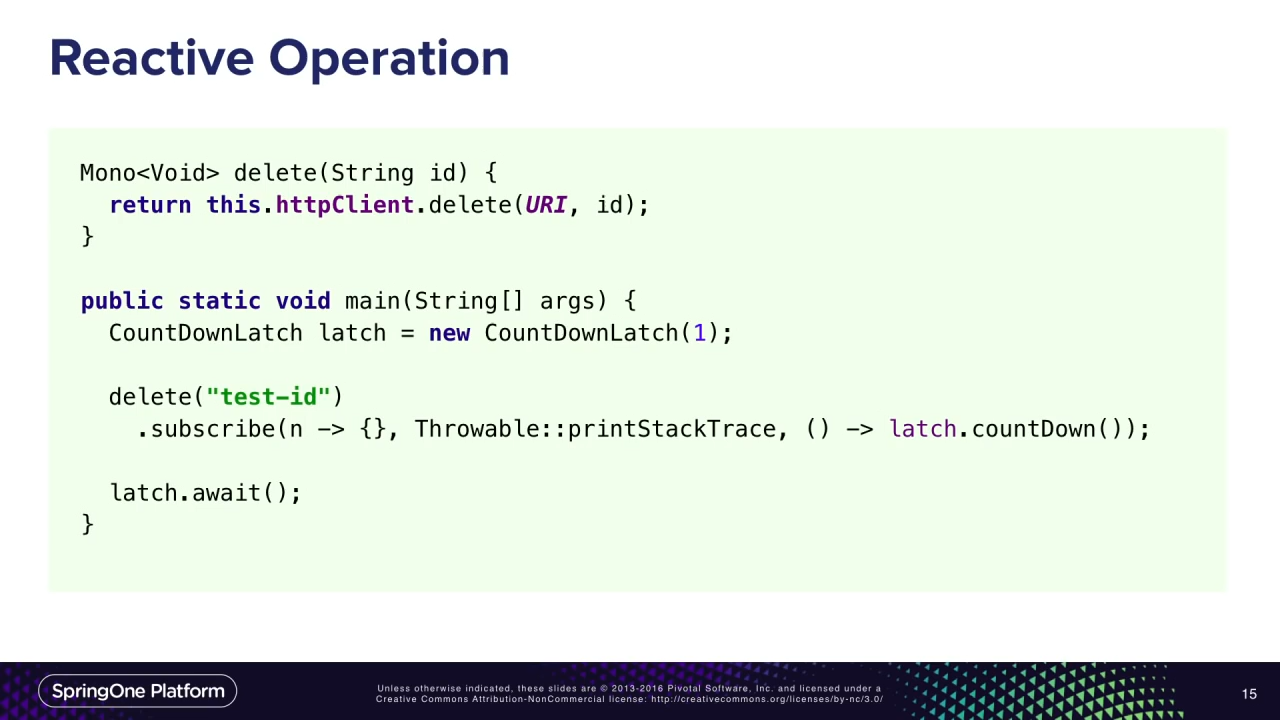 Reactive Operation
Mono<Void> delete(String id) {
  return this.httpClient.delete(URI, id);
}
public static void main(String[] args) {
  CountDownLatch latch = new CountDownLatch(1);
  delete("test-id")
    .subscribe(n -> {}, Throwable::printStackTrace, () -> latch.countDown());
  latch.await();
}
SpringOne Platform
Unless otherwise indicated, these slides are © 2013-2016 Pivotal Software, Inc. and licensed under a
Creative Commons Attribution-NonCommercial license: http://creativecommons.org/licenses/by-nc/3.0/
15